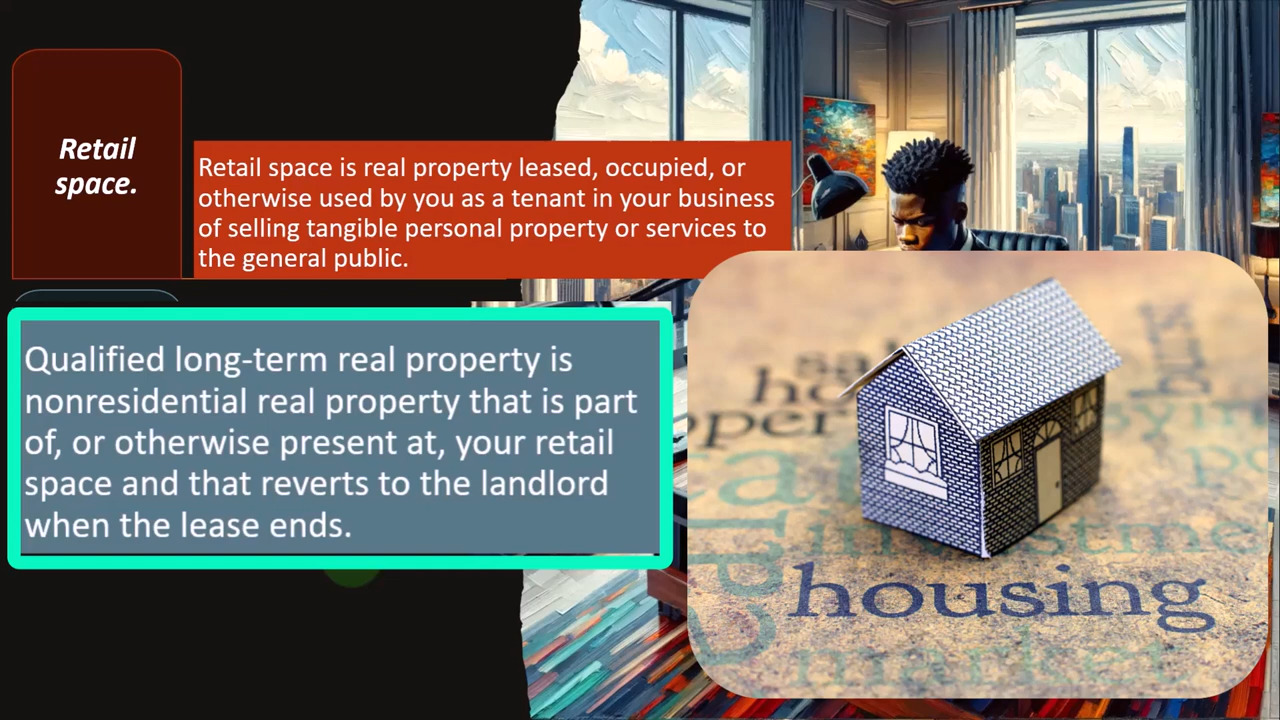 Retail
space.
Retail space is real property leased, occupied, or
otherwise used by you as a tenant in your business
of selling tangible personal property or services to
the general public.
Qualified long-term real property is
nonresidential real property that is part
of, or otherwise present at, your retail
space and that reverts to the landlord
when the lease ends.
housing
market